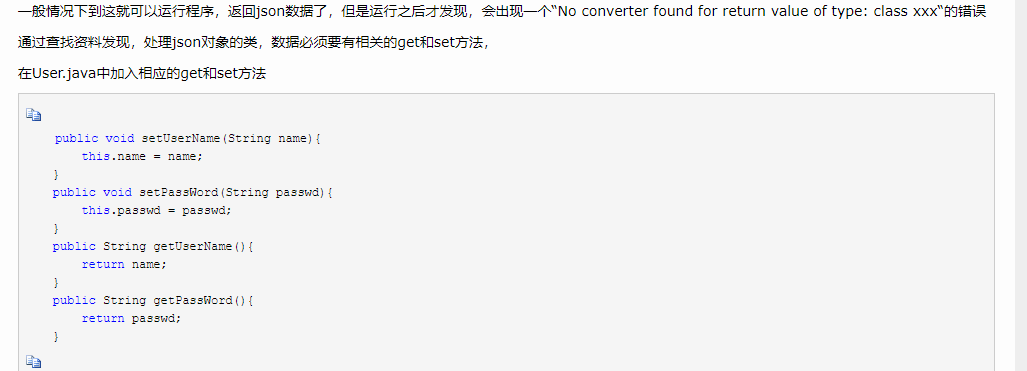 一般情况下到这就可以运行程序，返回json数据了，但是运行之后才发现，会出现一个“No converter found for return value of type: class xxx“的错误
通过查找资料发现，处理json对象的类，数据必须要有相关的get和set方法，
在User.java中加入相应的get和set方法
public void setUserName(String name){
this.name = name;
}
public void setPassWord(String passwd){
this.passwd = passwd;
}
public String getUserName(){
return name;
}
public String getPassWord(){
return passwd;
}